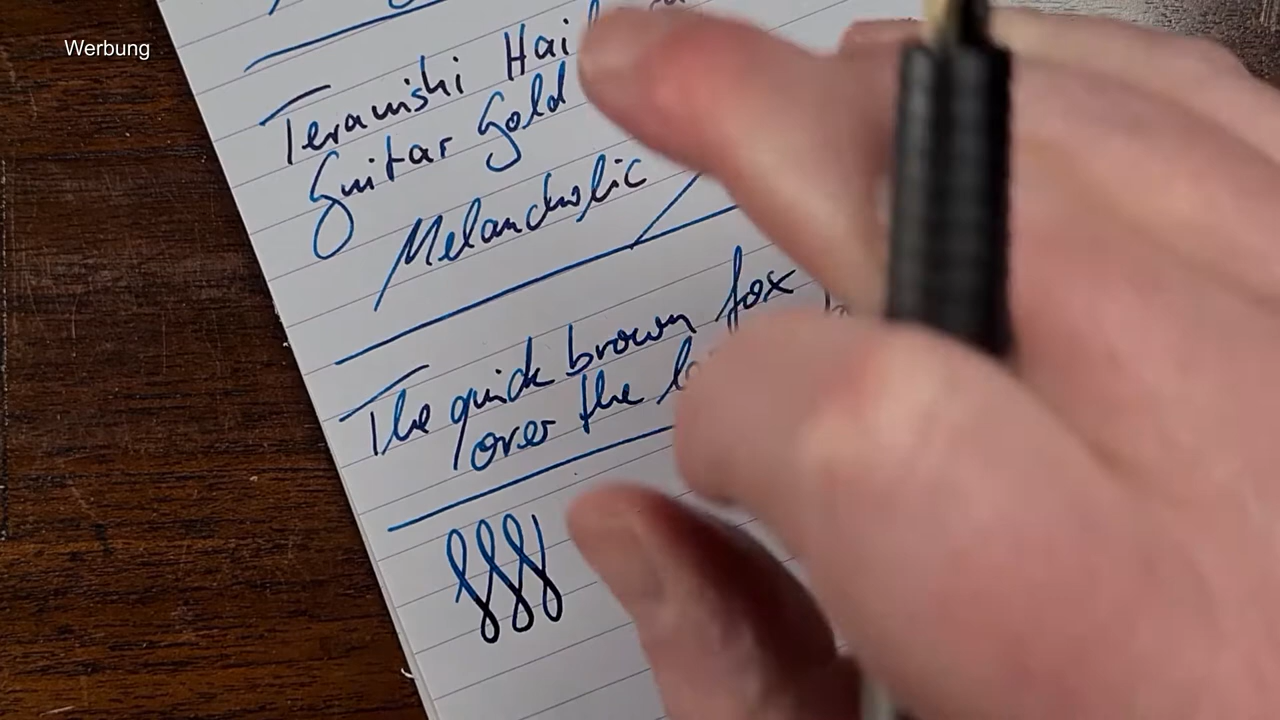 Werbung
Teranishi
Guitar Gold
Melancholic
The quick brown fox
over the